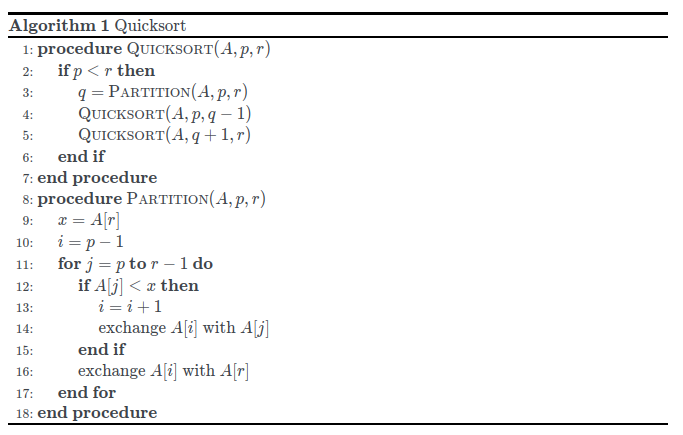 Algorithm 1 Quicksort
1: procedure QUICKSORT(A, p, r)
2: if p < r then
3: q = PARTITION(A, p, r)
4: QUICKSORT(A, p, q − 1)
5: QUICKSORT(A, q + 1, r)
6: end if
7: end procedure
8: procedure PARTITION(A, p, r)
9: x = A[r]
10: i = p − 1
11: for j = p to r − 1 do
12: if A[j] < x then
13: i = i + 1
14: exchange A[i] with A[j]
15: end if
16: exchange A[i] with A[r]
17: end for
18: end procedure